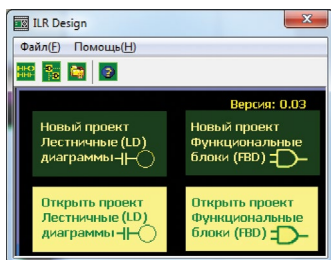 ILR Design
Файл(F) Помощь(H)
Версия: 0.03
Новый проект
Лестничные (LD)
диаграммы
Новый проект
Функциональные
блоки (FBD)
Открыть проект
Лестничные (LD)
диаграммы
Открыть проект
Функциональные
блоки (FBD)